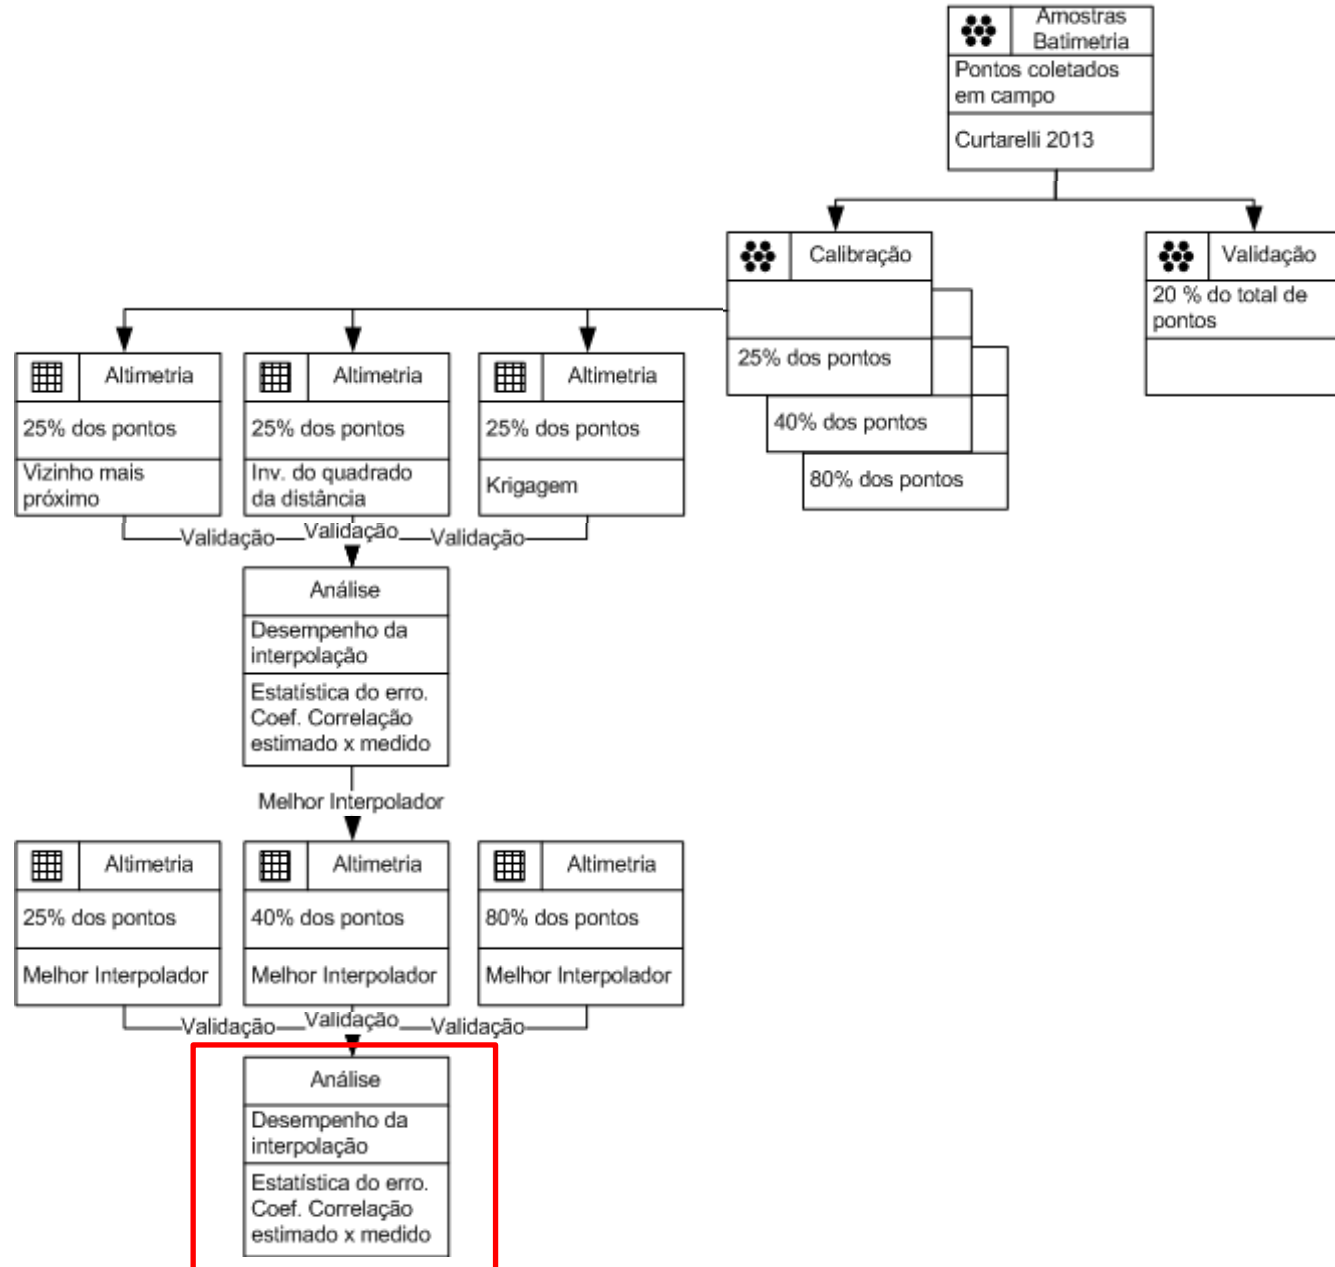 Amostras
Batimetria
Pontos coletados
em campo
Curtarelli 2013
Calibração
25% dos pontos
40% dos pontos
80% dos pontos
Validação
20 % do total de
pontos
Altimetria
25% dos pontos
Vizinho mais
próximo
Altimetria
25% dos pontos
Inv. do quadrado
da distância
Altimetria
25% dos pontos
Krigagem
Validação
Validação
Validação
Análise
Desempenho da
interpolação
Estatística do erro.
Coef. Correlação
estimado x medido
Melhor Interpolador
Altimetria
25% dos pontos
Melhor Interpolador
Altimetria
40% dos pontos
Melhor Interpolador
Altimetria
80% dos pontos
Melhor Interpolador
Validação
Validação
Validação
Análise
Desempenho da
interpolação
Estatística do erro.
Coef. Correlação
estimado x medido